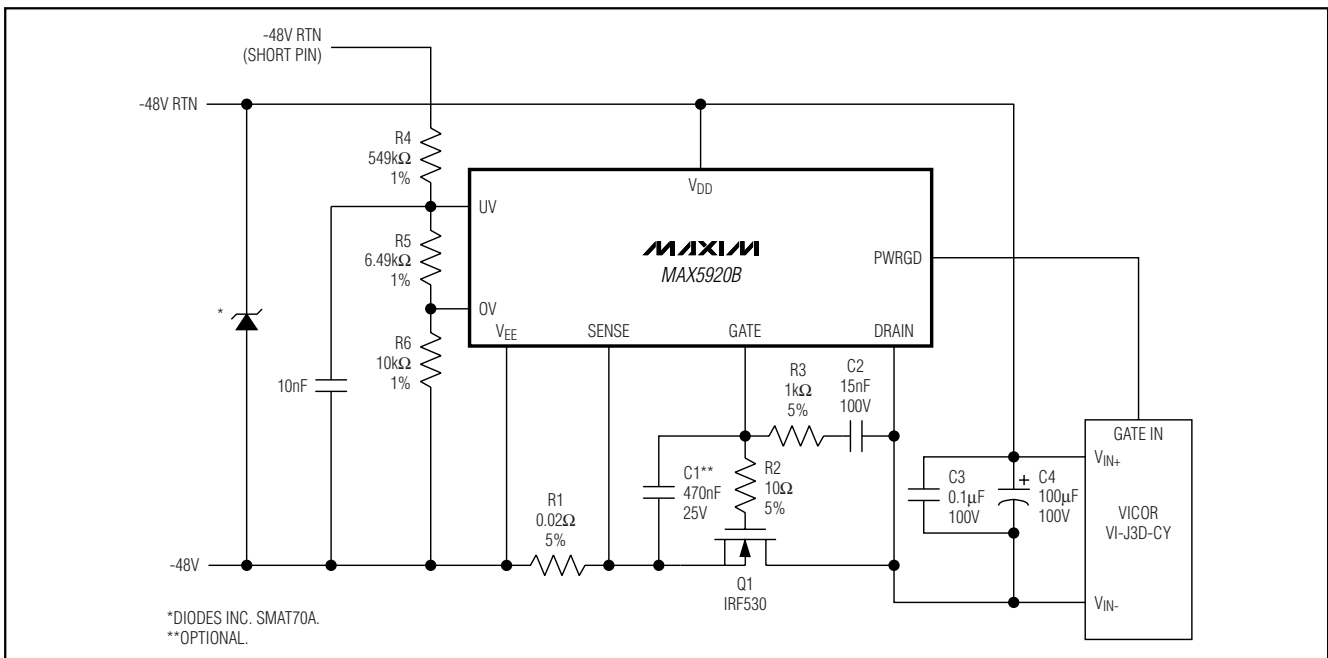 -48V RTN
(SHORT PIN)
-48V RTN
R4
549kΩ
1%
VDD
UV
R5
6.49kΩ
1%
MAXIM
MAX5920B
PWRGD
*
OV
VEE
SENSE
GATE
DRAIN
R6
10kΩ
1%
10nF
R3
1kΩ
5%
C2
15nF
100V
GATE IN
VIN+
C1**
470nF
25V
R2
10Ω
5%
C3
0.1µF
100V
+
C4
100µF
100V
VICOR
VI-J3D-CY
R1
0.02Ω
5%
-48V
Q1
IRF530
VIN-
*DIODES INC. SMAT70A.
**OPTIONAL.